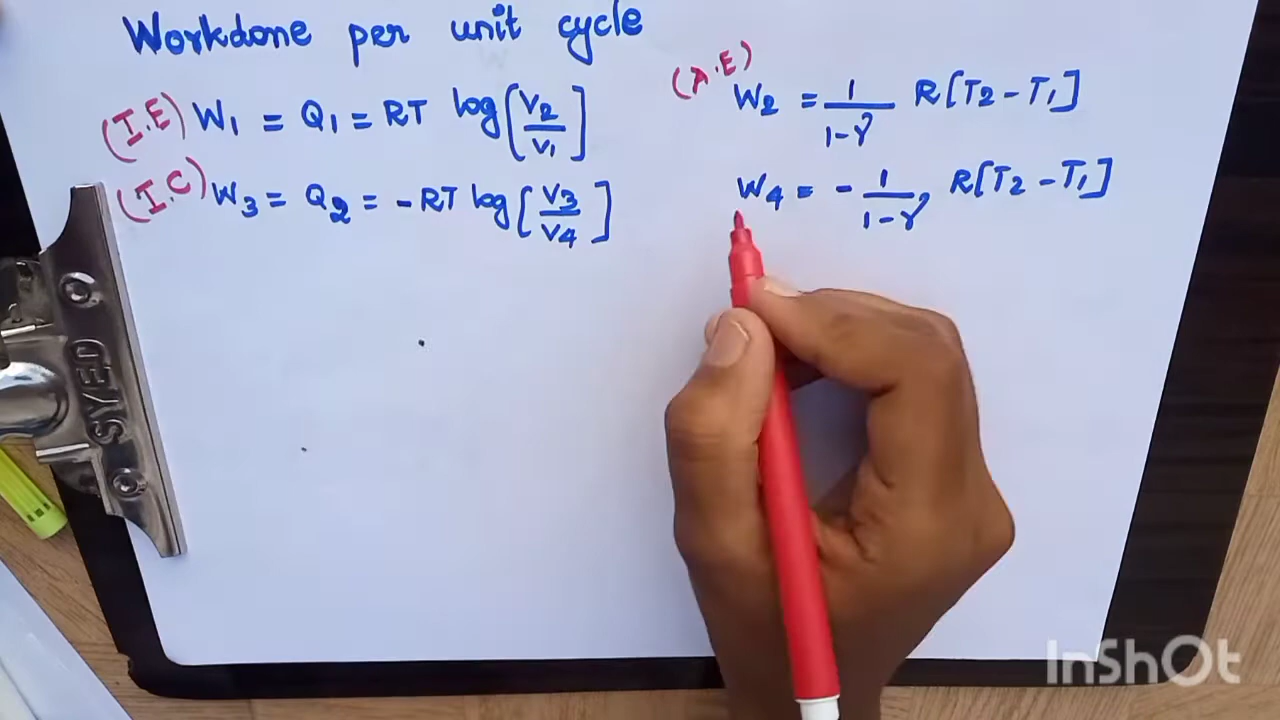 Workdone per unit cycle
(I.E) W₁ = Q₁ = RT log[V₂/V₁]
(I.C) W₃ = Q₂ = -RT log[V₃/V₄]
(A.E) W₂ = 1/1-γ R[T₂-T₁]
W₄ = -1/1-γ R[T₂-T₁]
SYED
InShOt